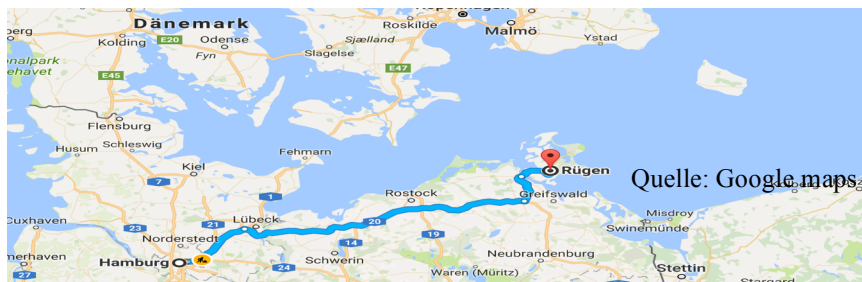 Kopenhagen
Roskilde
Dänemark
Malmö
E20
Odense
Kolding
Sjælland
Ystad
Slagelse
Fyn
E47
E45
Flensburg
Husum
Schleswig
Fehmarn
Kiel
Rügen
7
1
Quelle: Google maps
Rostock
Greifswald
Misdroy
Cuxhaven
21
Lübeck
20
23
19
Swinemünde
Norderstedt
14
Schwerin
Neubrandenburg
Hamburg
24
Stettin
27
Waren (Müritz)
Stargard